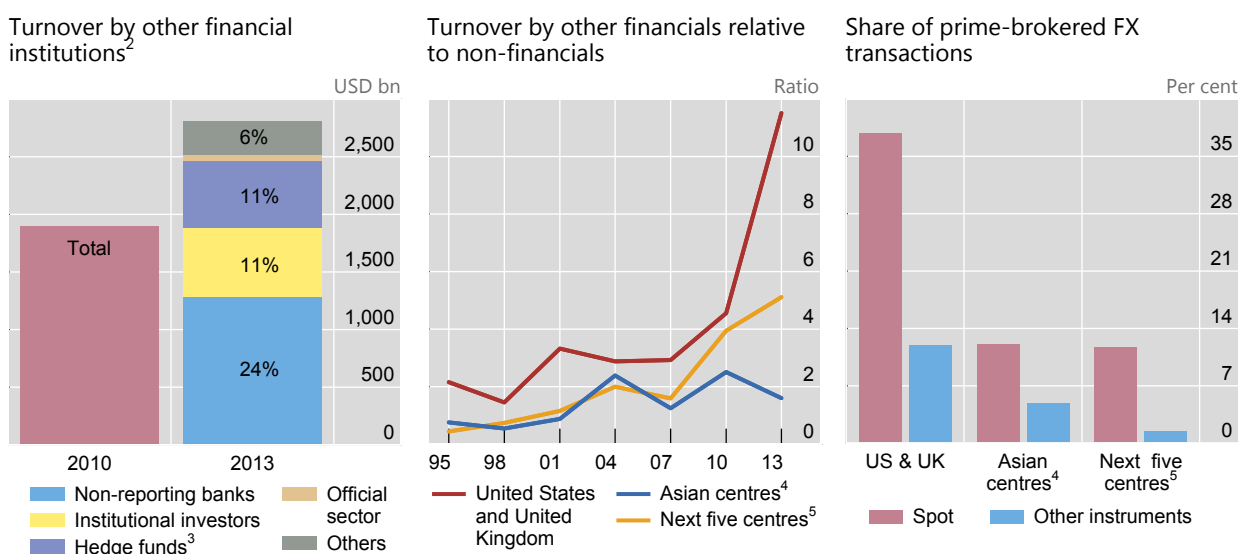 Turnover by other financial
institutions2
USD bn
6%
11%
11%
24%
Total
2,500
2,000
1,500
1,000
500
0
2010
2013
Non-reporting banks
Institutional investors
Hedge funds3
Official
sector
Others
Turnover by other financials relative
to non-financials
Ratio
10
8
6
4
2
0
95 98 01 04 07 10 13
United States
and United
Kingdom
Asian centres4
Next five centres5
Share of prime-brokered FX
transactions
Per cent
35
28
21
14
7
0
US & UK
Asian
centres4
Next five
centres5
Spot
Other instruments